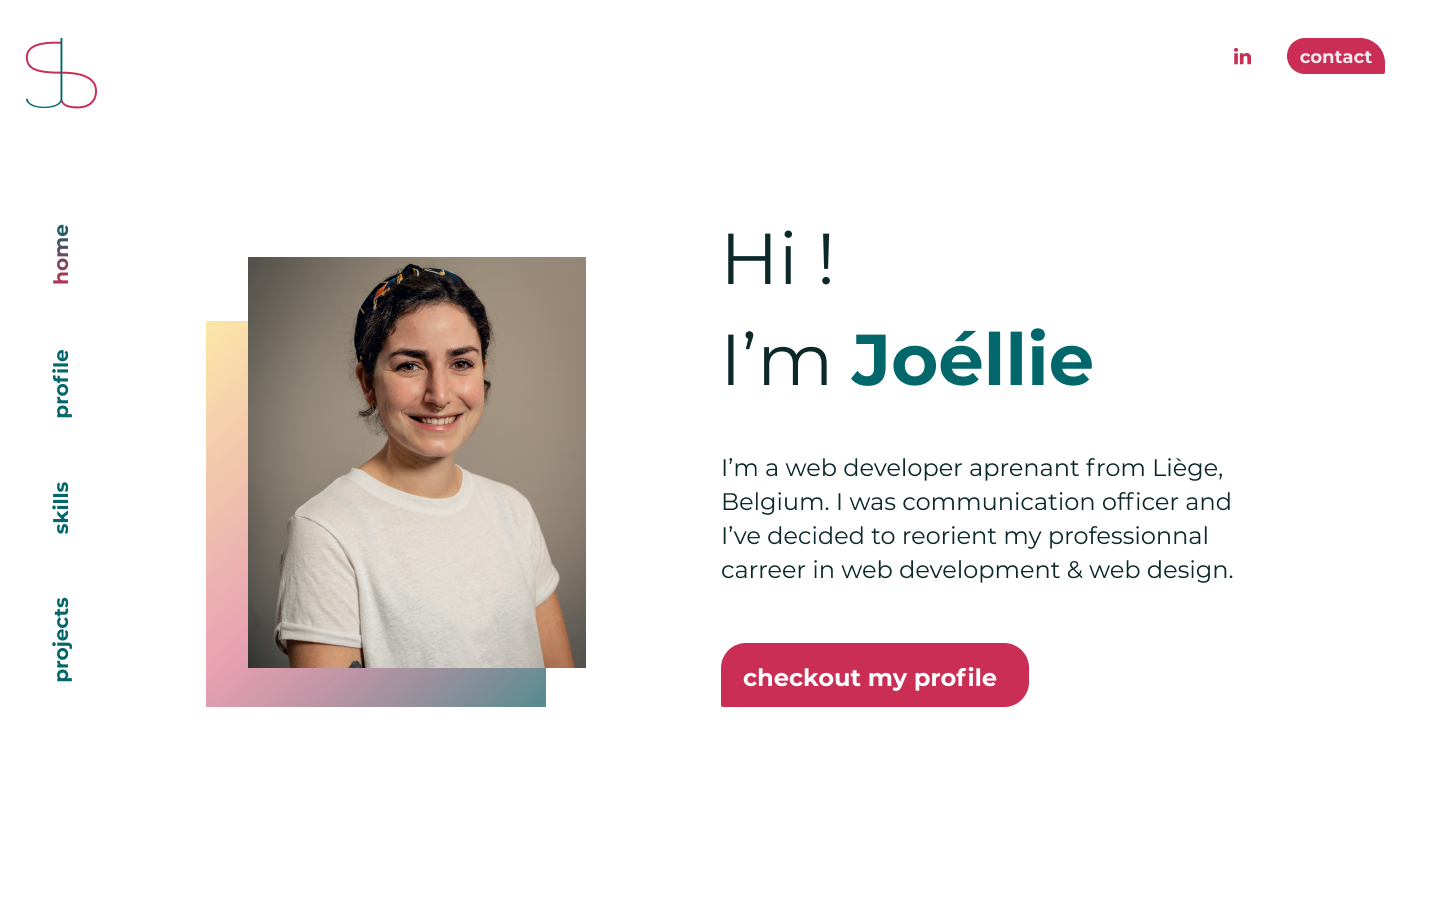 in
contact
home
profile
skills
projects
Hi !
I’m Joéllie
I’m a web developer aprenant from Liège,
Belgium. I was communication officer and
I’ve decided to reorient my professionnal
carreer in web development & web design.
checkout my profile